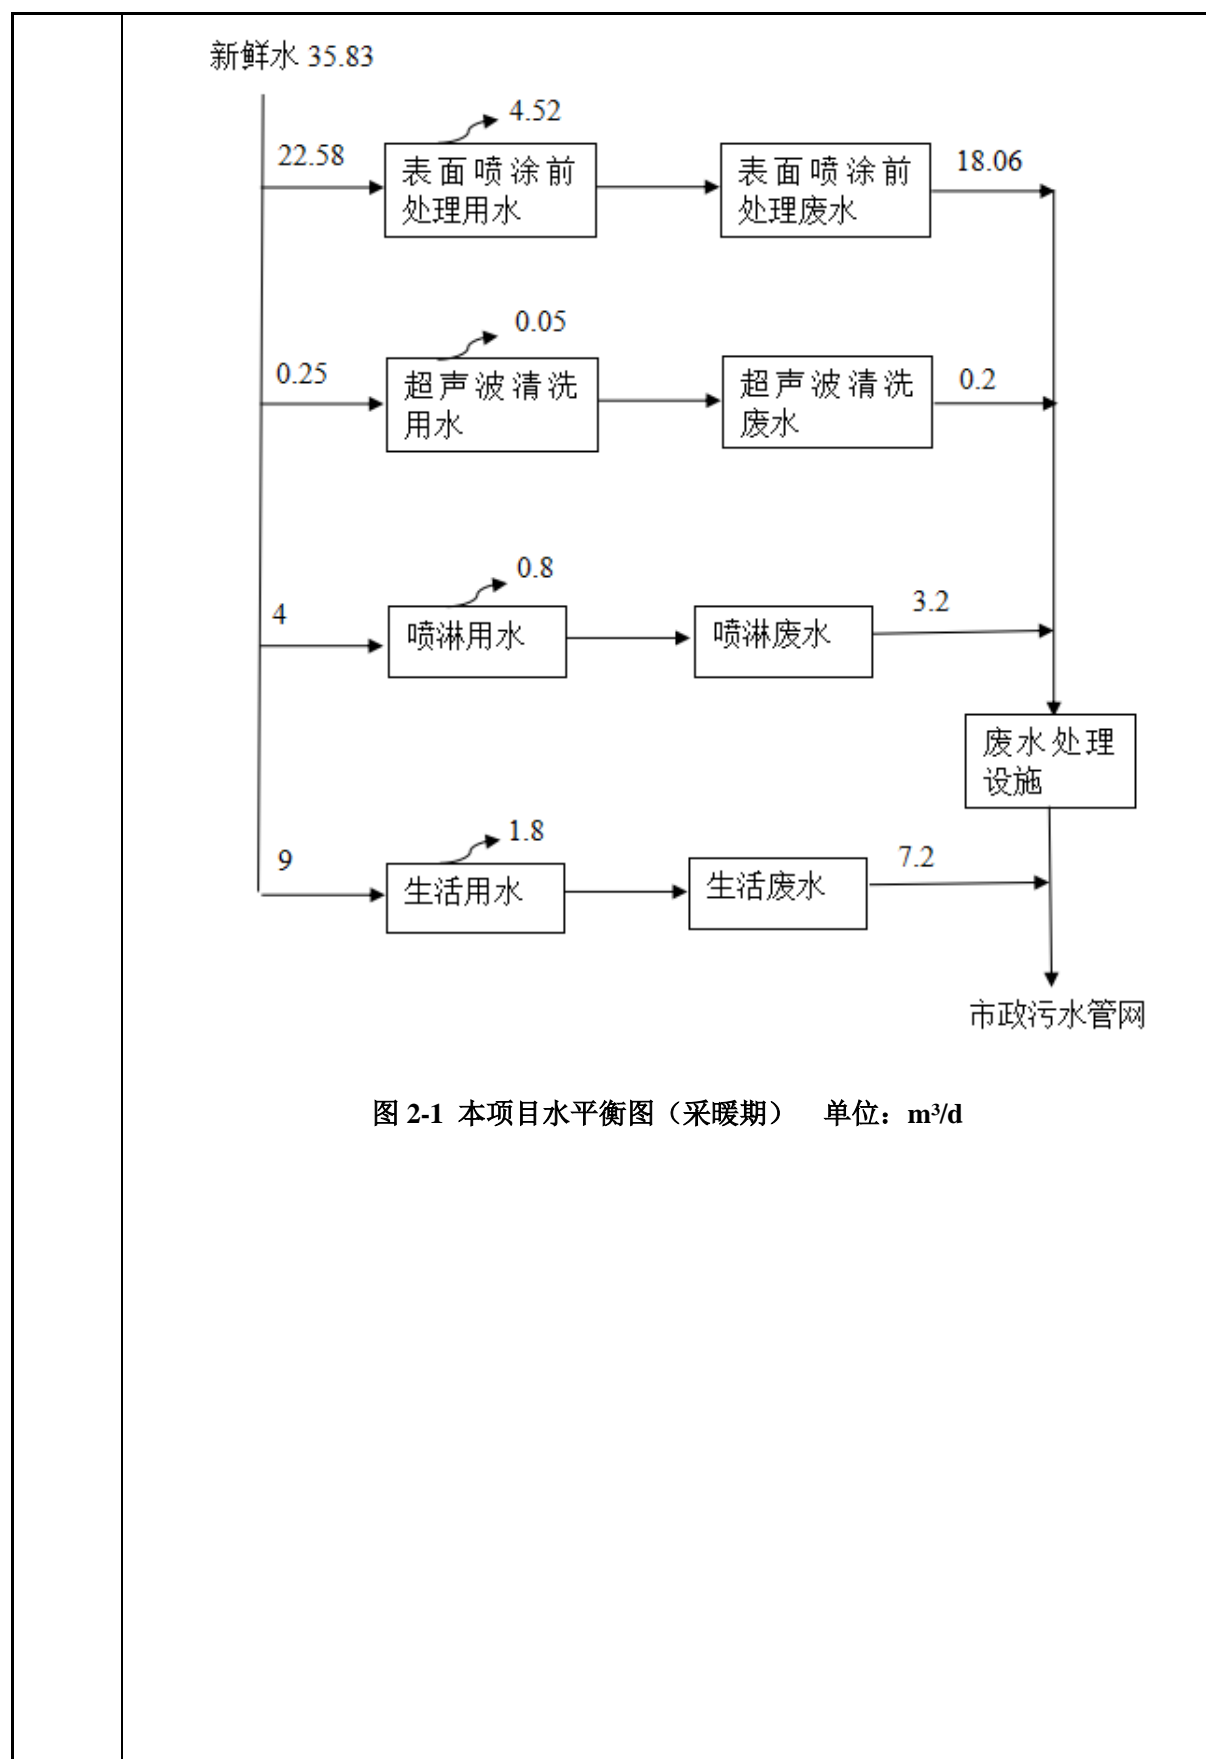 新鲜水 35.83
4.52
22.58
表面喷涂前
处理用水
表面喷涂前
处理废水
18.06
0.05
0.25
超声波清洗
用水
超声波清洗
废水
0.2
0.8
4
喷淋用水
喷淋废水
3.2
废水处理
设施
1.8
9
生活用水
生活废水
7.2
市政污水管网
图 2-1 本项目水平衡图（采暖期） 单位：m³/d